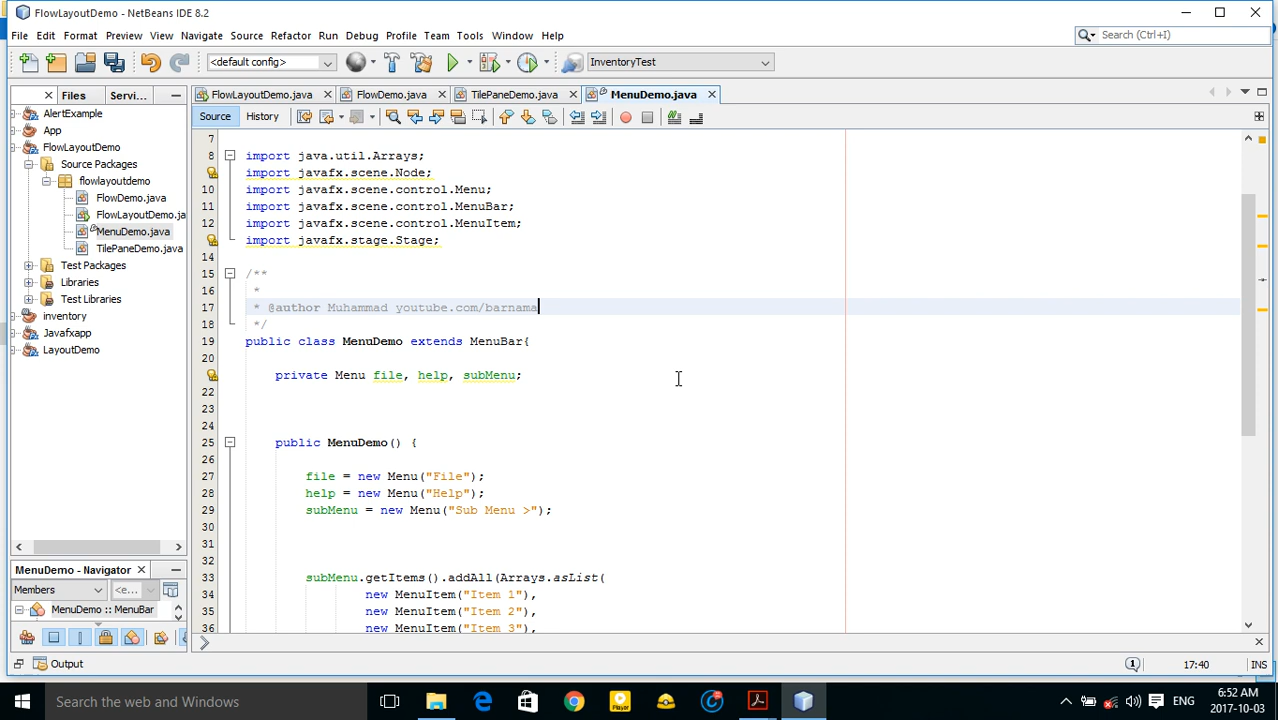 FlowLayoutDemo - NetBeans IDE 8.2
File Edit Format Preview View Navigate Source Refactor Run Debug Profile Team Tools Window Help
Search (Ctrl+I)
<default config>
InventoryTest
Files Servi...
FlowLayoutDemo.java FlowDemo.java TilePaneDemo.java MenuDemo.java
Source History
AlertExample
App
FlowLayoutDemo
Source Packages
flowlayoutdemo
FlowDemo.java
FlowLayoutDemo.ja
MenuDemo.java
TilePaneDemo.java
Test Packages
Libraries
Test Libraries
inventory
Javafxapp
LayoutDemo
MenuDemo - Navigator
Members <e...
MenuDemo :: MenuBar
7
8 import java.util.Arrays;
import javafx.scene.Node;
10 import javafx.scene.control.Menu;
11 import javafx.scene.control.MenuBar;
12 import javafx.scene.control.MenuItem;
import javafx.stage.Stage;
14
15 /**
16 *
17 * @author Muhammad youtube.com/barnama
18 */
19 public class MenuDemo extends MenuBar{
20
private Menu file, help, subMenu;
22
23
24
25 public MenuDemo() {
26
27 file = new Menu("File");
28 help = new Menu("Help");
29 subMenu = new Menu("Sub Menu >");
30
31
32
33 subMenu.getItems().addAll(Arrays.asList(
34 new MenuItem("Item 1"),
35 new MenuItem("Item 2"),
36 new MenuItem("Item 3"),
Output
1
17:40 INS
Search the web and Windows
Player
ENG
6:52 AM
2017-10-03